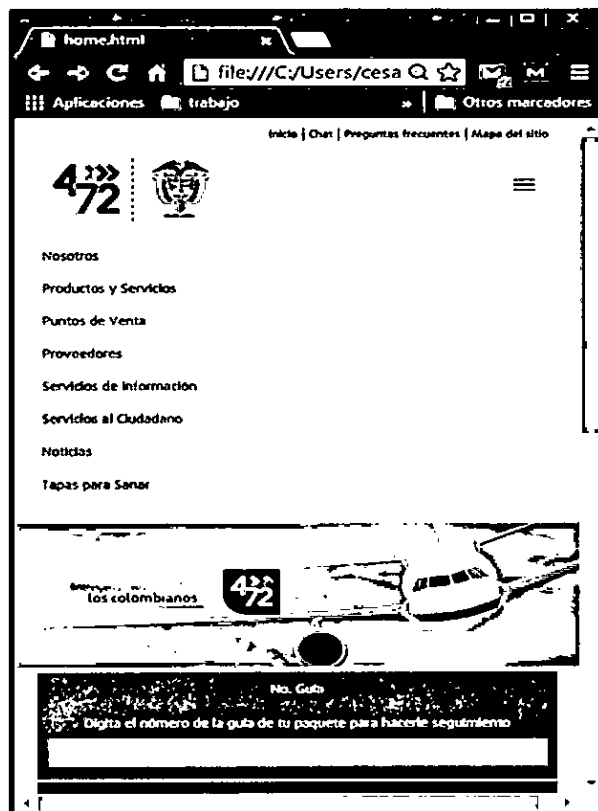 home.html
file:///C:/Users/cesa
Aplicaciones trabajo » Otros marcadores
Inicio | Chat | Preguntas frecuentes | Mapa del sitio
4 72
Nosotros
Productos y Servicios
Puntos de Venta
Proveedores
Servicios de información
Servicios al Ciudadano
Noticias
Tapas para Sanar
los colombianos
4 72
No. Guía
Digita el número de la guía de tu paquete para hacerle seguimiento